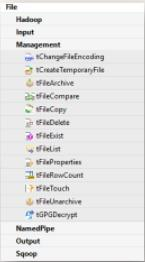 File
Hadoop
Input
Management
tChangeFileEncoding
tCreateTemporaryFile
tFileArchive
tFileCompare
tFileCopy
tFileDelete
tFileExist
tFileList
tFileProperties
tFileRowCount
tFileTouch
tFileUnarchive
tGPGDecrypt
NamedPipe
Output
Sqoop